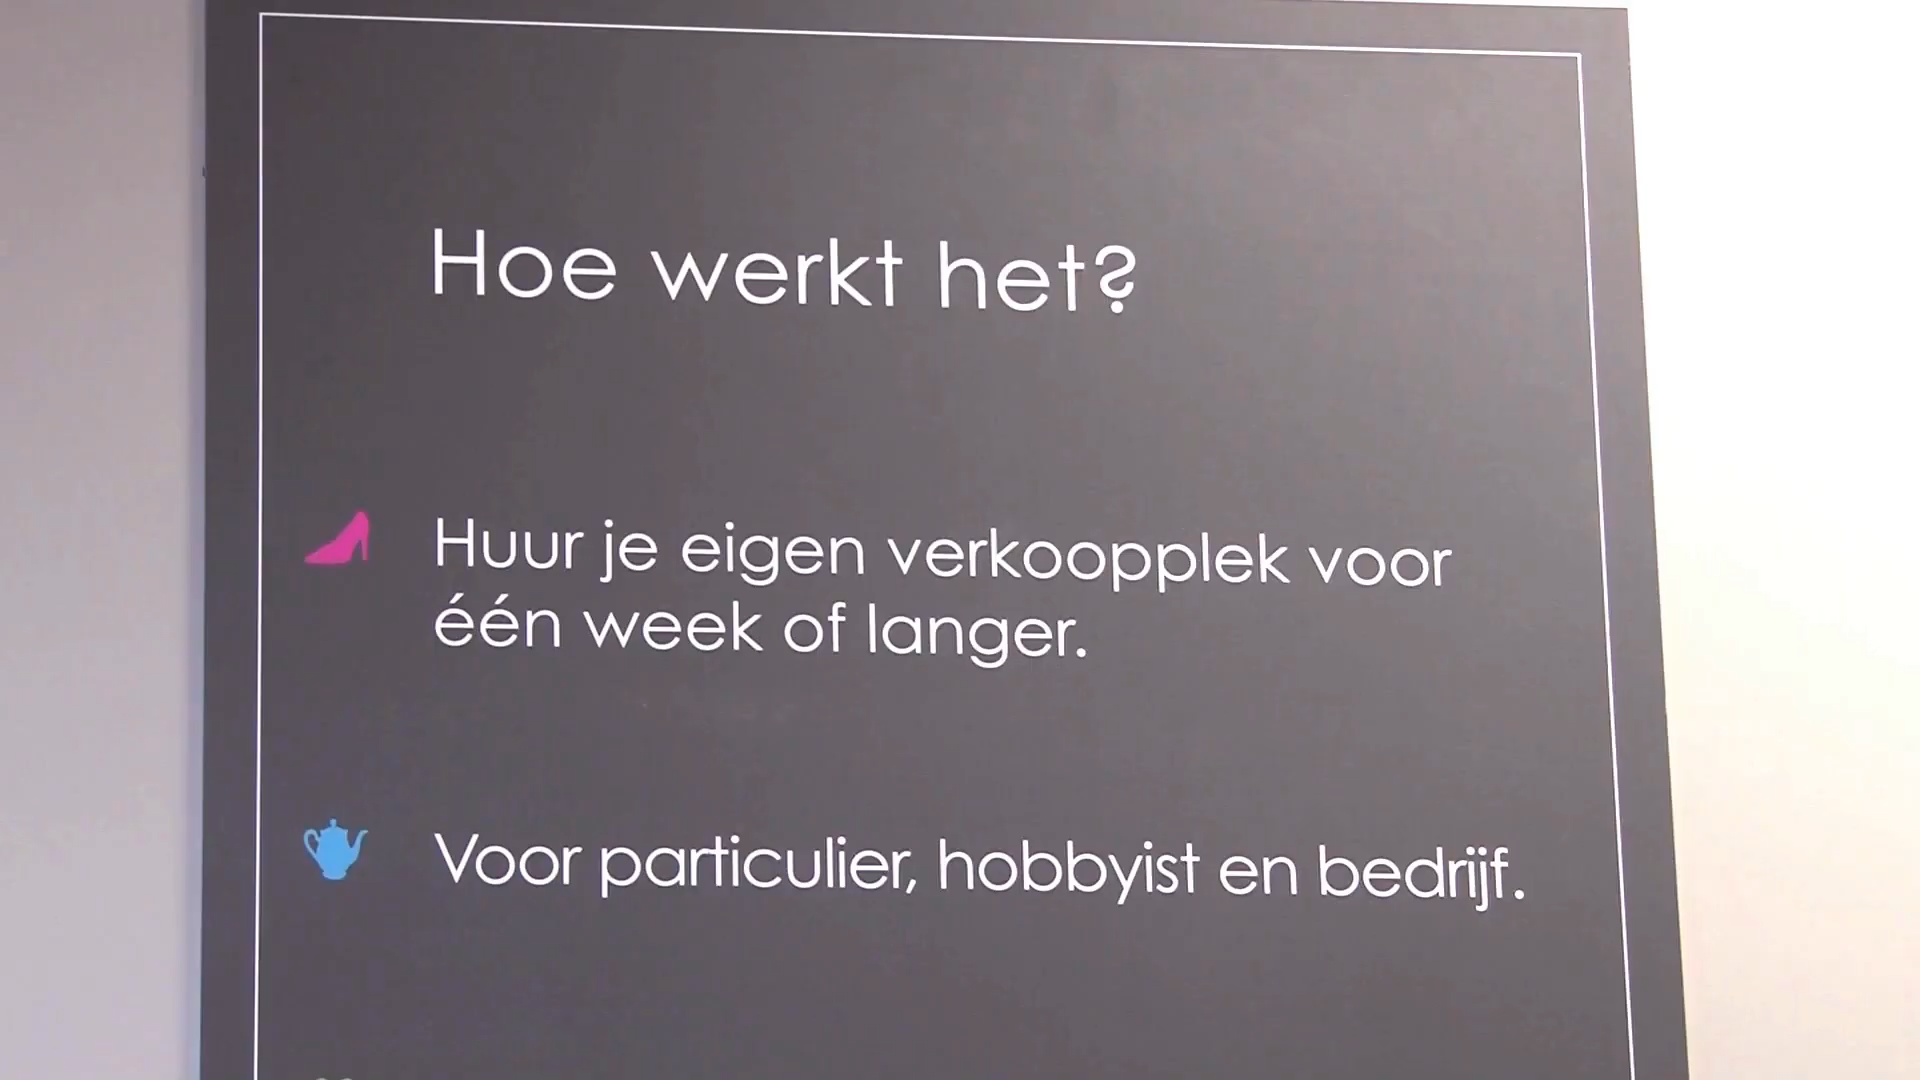 Hoe werkt het?
Huur je eigen verkoopplek voor
één week of langer.
Voor particulier, hobbyist en bedrijf.